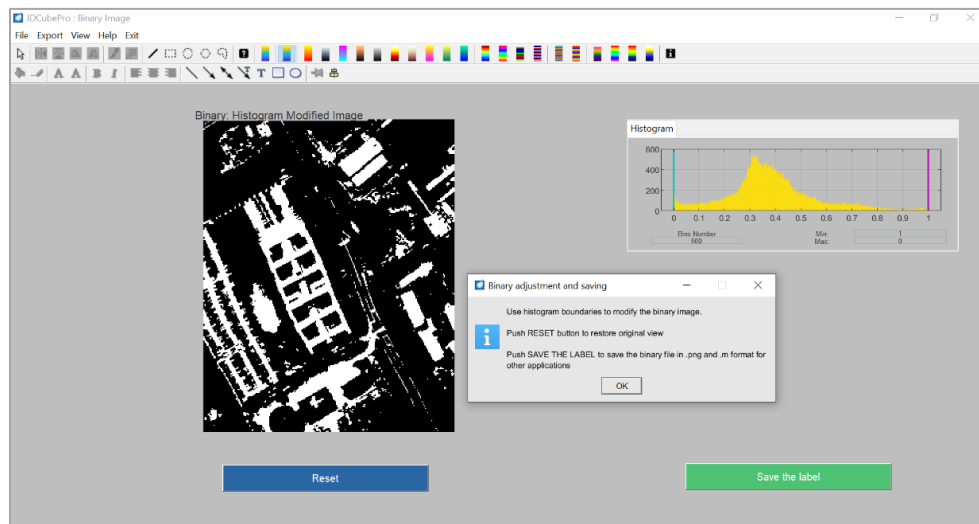 IDCubePro : Binary Image
File Export View Help Exit
Binary: Histogram Modified Image
Histogram
600
400
200
0
0 0.1 0.2 0.3 0.4 0.5 0.6 0.7 0.8 0.9 1
Bins Number
500
Min: 1
Max: 0
Binary adjustment and saving
Use histogram boundaries to modify the binary image.
Push RESET button to restore original view
Push SAVE THE LABEL to save the binary file in .png and .m format for
other applications
OK
Reset
Save the label